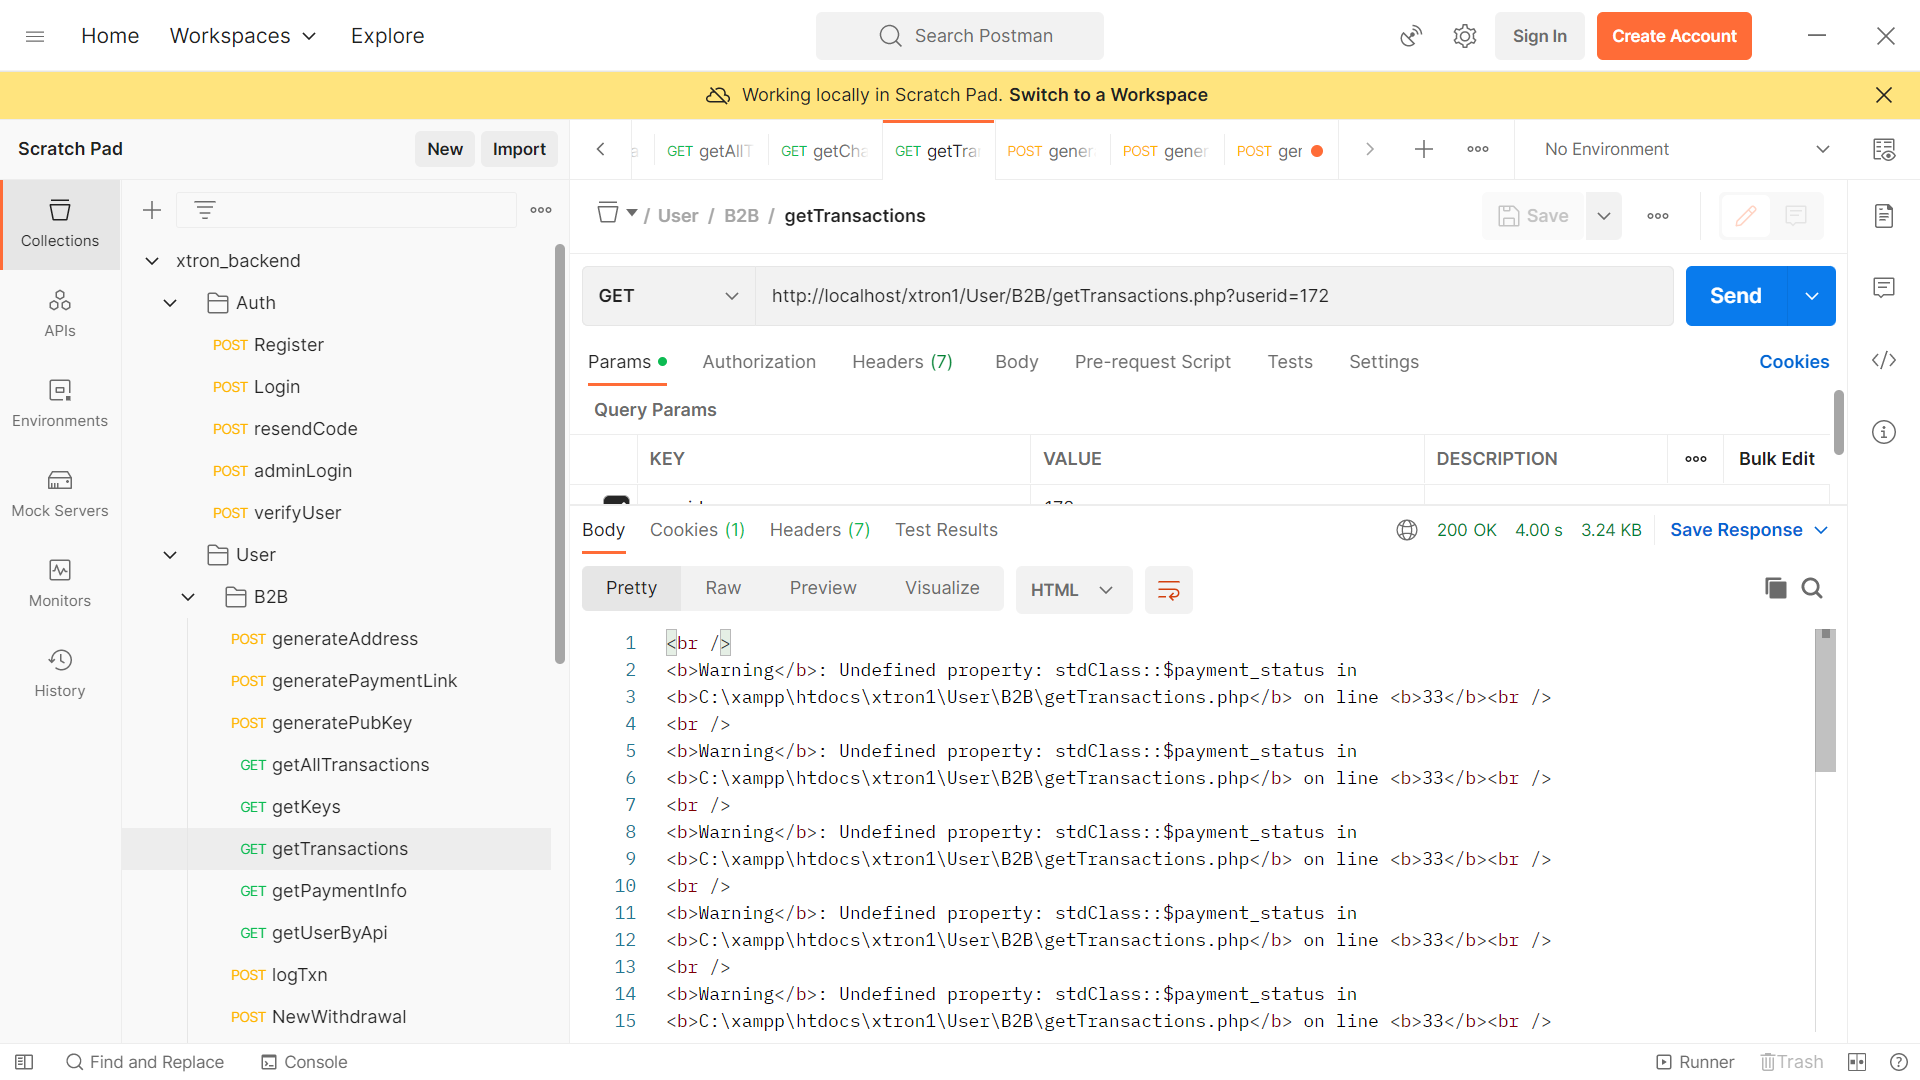 Home Workspaces Explore Search Postman Sign In Create Account
Working locally in Scratch Pad. Switch to a Workspace
Scratch Pad New Import
GET getAllT GET getCha GET getTra POST gener POST gener POST ger No Environment
Collections
APIs
Environments
Mock Servers
Monitors
History
xtron_backend
Auth
POST Register
POST Login
POST resendCode
POST adminLogin
POST verifyUser
User
B2B
POST generateAddress
POST generatePaymentLink
POST generatePubKey
GET getAllTransactions
GET getKeys
GET getTransactions
GET getPaymentInfo
GET getUserByApi
POST logTxn
POST NewWithdrawal
/ User / B2B / getTransactions Save
GET http://localhost/xtron1/User/B2B/getTransactions.php?userid=172 Send
Params Authorization Headers (7) Body Pre-request Script Tests Settings Cookies
Query Params
KEY VALUE DESCRIPTION Bulk Edit
Body Cookies (1) Headers (7) Test Results 200 OK 4.00 s 3.24 KB Save Response
Pretty Raw Preview Visualize HTML
1 <br />
2 <b>Warning</b>: Undefined property: stdClass::$payment_status in
3 <b>C:\xampp\htdocs\xtron1\User\B2B\getTransactions.php</b> on line <b>33</b><br />
4 <br />
5 <b>Warning</b>: Undefined property: stdClass::$payment_status in
6 <b>C:\xampp\htdocs\xtron1\User\B2B\getTransactions.php</b> on line <b>33</b><br />
7 <br />
8 <b>Warning</b>: Undefined property: stdClass::$payment_status in
9 <b>C:\xampp\htdocs\xtron1\User\B2B\getTransactions.php</b> on line <b>33</b><br />
10 <br />
11 <b>Warning</b>: Undefined property: stdClass::$payment_status in
12 <b>C:\xampp\htdocs\xtron1\User\B2B\getTransactions.php</b> on line <b>33</b><br />
13 <br />
14 <b>Warning</b>: Undefined property: stdClass::$payment_status in
15 <b>C:\xampp\htdocs\xtron1\User\B2B\getTransactions.php</b> on line <b>33</b><br />
Find and Replace Console Runner Trash